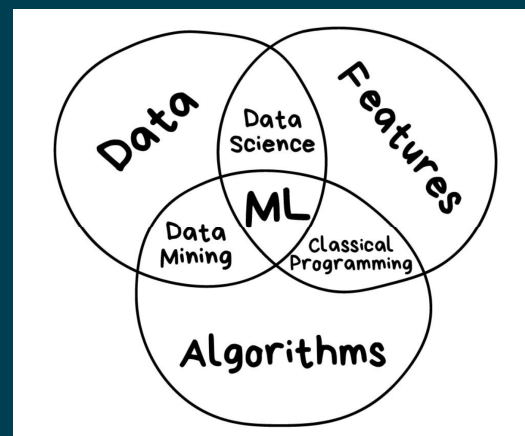 Data
Features
Data
Science
ML
Data
Mining
Classical
Programming
Algorithms